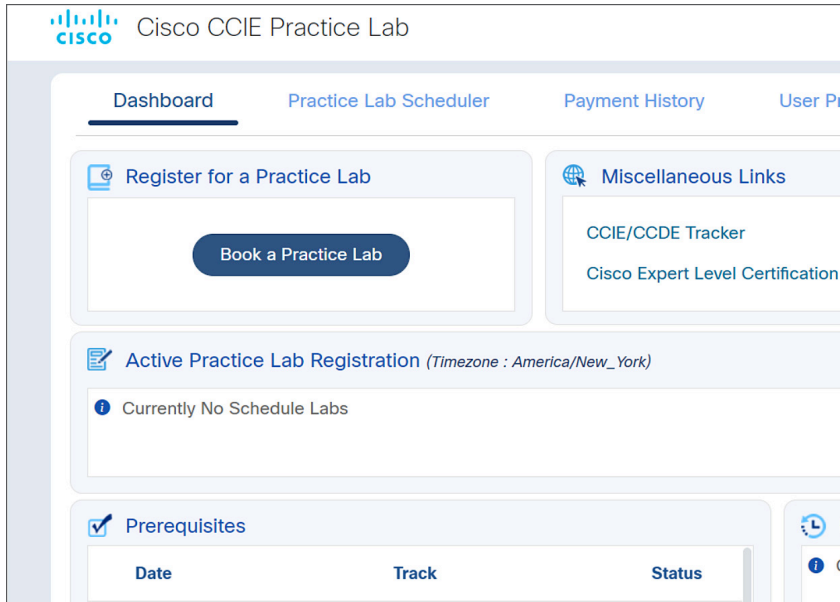 CISCO Cisco CCIE Practice Lab
Dashboard Practice Lab Scheduler Payment History User
Register for a Practice Lab
Book a Practice Lab
Miscellaneous Links
CCIE/CCDE Tracker
Cisco Expert Level Certification
Active Practice Lab Registration (Timezone : America/New_York)
Currently No Schedule Labs
Prerequisites
Date Track Status